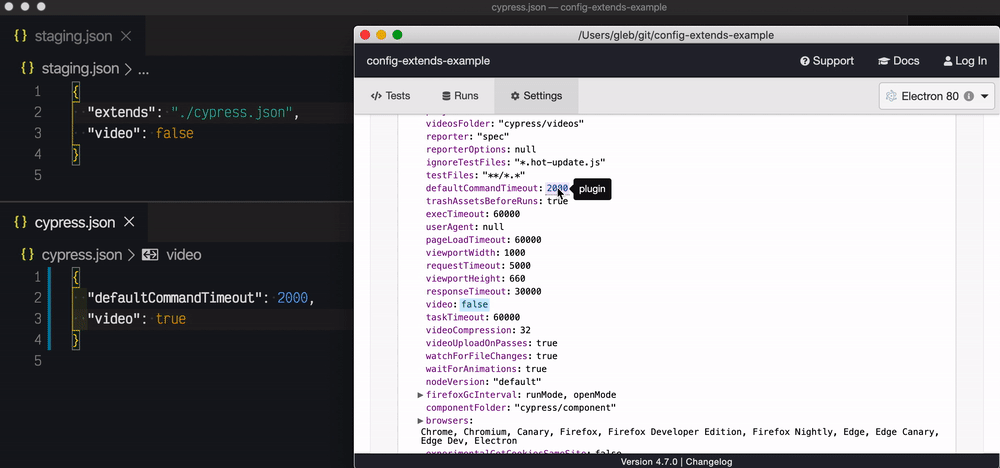 cypress.json — config-extends-example
staging.json
staging.json > ...
1 {
2 "extends": "./cypress.json",
3 "video": false
4 }
5
cypress.json
cypress.json > video
1 {
2 "defaultCommandTimeout": 2000,
3 "video": true
4 }
5
/Users/gleb/git/config-extends-example
config-extends-example Support Docs Log In
</> Tests Runs Settings Electron 80
videosFolder: "cypress/videos"
reporter: "spec"
reporterOptions: null
ignoreTestFiles: "*.hot-update.js"
testFiles: "**/*.*"
defaultCommandTimeout: 2000 plugin
trashAssetsBeforeRuns: true
execTimeout: 60000
userAgent: null
pageLoadTimeout: 60000
viewportWidth: 1000
requestTimeout: 5000
viewportHeight: 660
responseTimeout: 30000
video: false
taskTimeout: 60000
videoCompression: 32
videoUploadOnPasses: true
watchForFileChanges: true
waitForAnimations: true
nodeVersion: "default"
firefoxGcInterval: runMode, openMode
componentFolder: "cypress/component"
browsers:
Chrome, Chromium, Canary, Firefox, Firefox Developer Edition, Firefox Nightly, Edge, Edge Canary,
Edge Dev, Electron
experimentalGetCookiesSameSite: false
Version 4.7.0 | Changelog